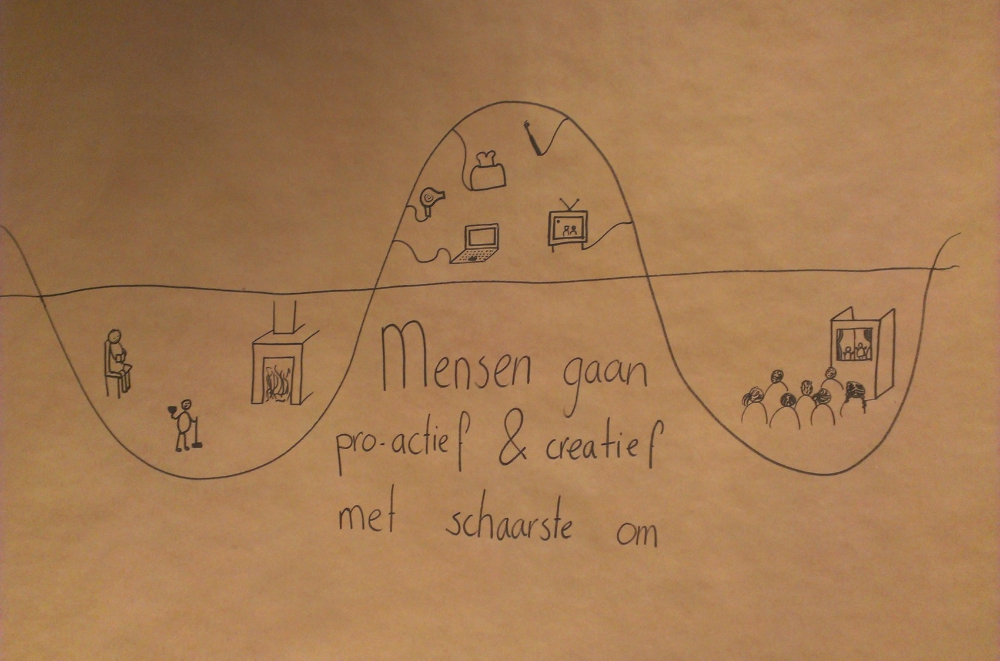 Mensen gaan
pro-actief & creatief
met schaarste om